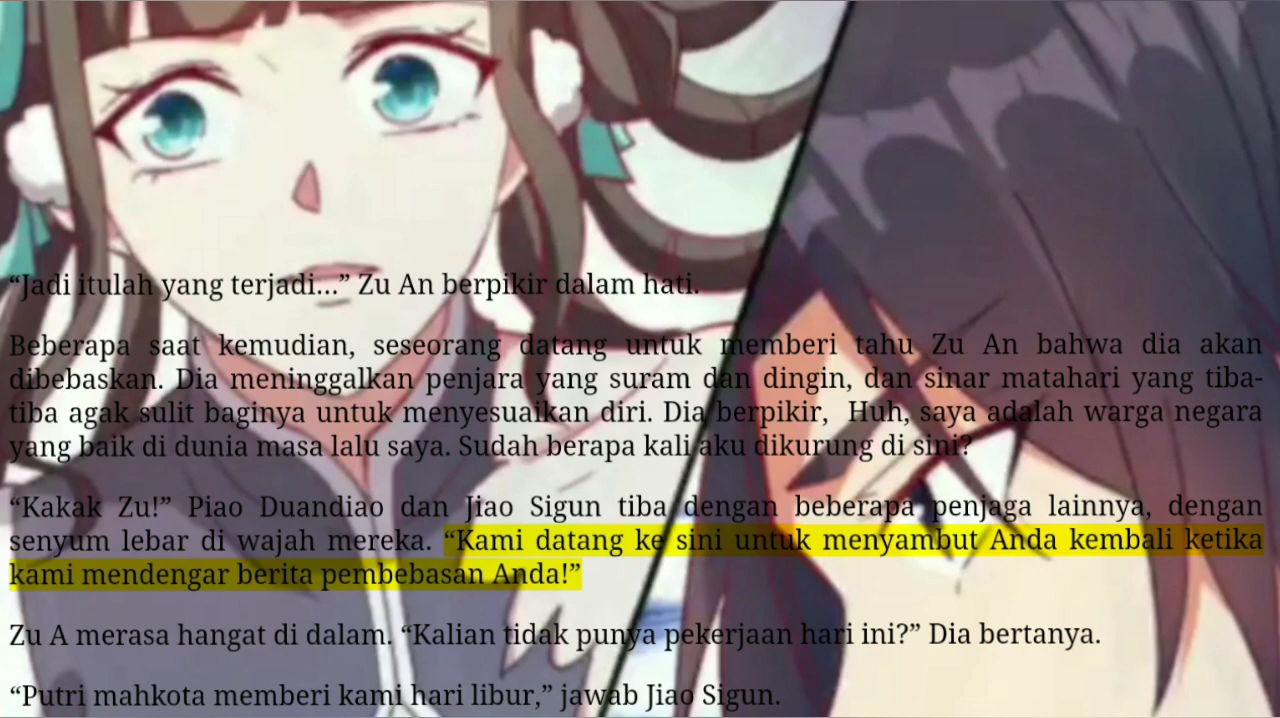 “Jadi itulah yang terjadi...” Zu An berpikir dalam hati.
Beberapa saat kemudian, seseorang datang untuk memberi tahu Zu An bahwa dia akan
dibebaskan. Dia meninggalkan penjara yang suram dan dingin, dan sinar matahari yang tiba-
tiba agak sulit baginya untuk menyesuaikan diri. Dia berpikir,  Huh, saya adalah warga negara
yang baik di dunia masa lalu saya. Sudah berapa kali aku dikurung di sini?
“Kakak Zu!” Piao Duandiao dan Jiao Sigun tiba dengan beberapa penjaga lainnya, dengan
senyum lebar di wajah mereka. “Kami datang ke sini untuk menyambut Anda kembali ketika
kami mendengar berita pembebasan Anda!”
Zu A merasa hangat di dalam. “Kalian tidak punya pekerjaan hari ini?” Dia bertanya.
“Putri mahkota memberi kami hari libur,” jawab Jiao Sigun.